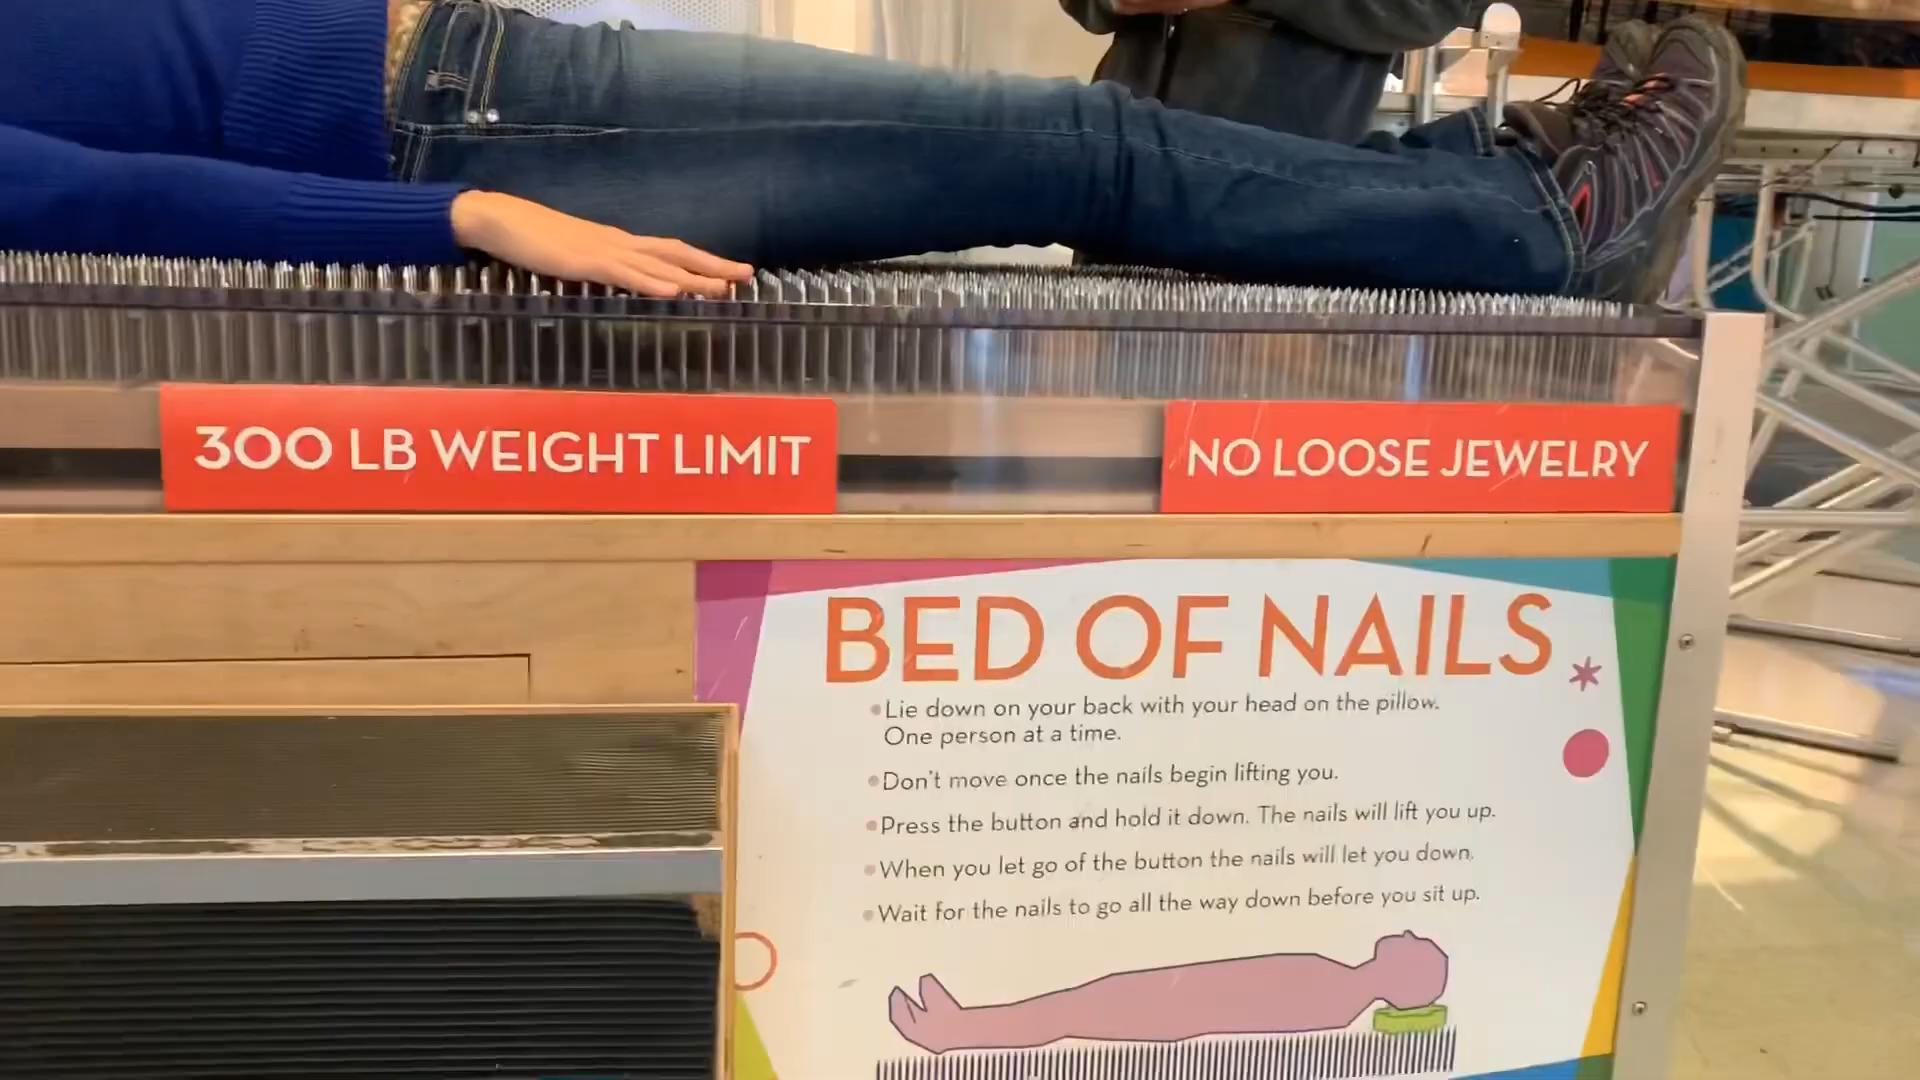 300 LB WEIGHT LIMIT
NO LOOSE JEWELRY
BED OF NAILS
•Lie down on your back with your head on the pillow.
One person at a time.
•Don't move once the nails begin lifting you.
•Press the button and hold it down. The nails will lift you up.
•When you let go of the button the nails will let you down.
•Wait for the nails to go all the way down before you sit up.